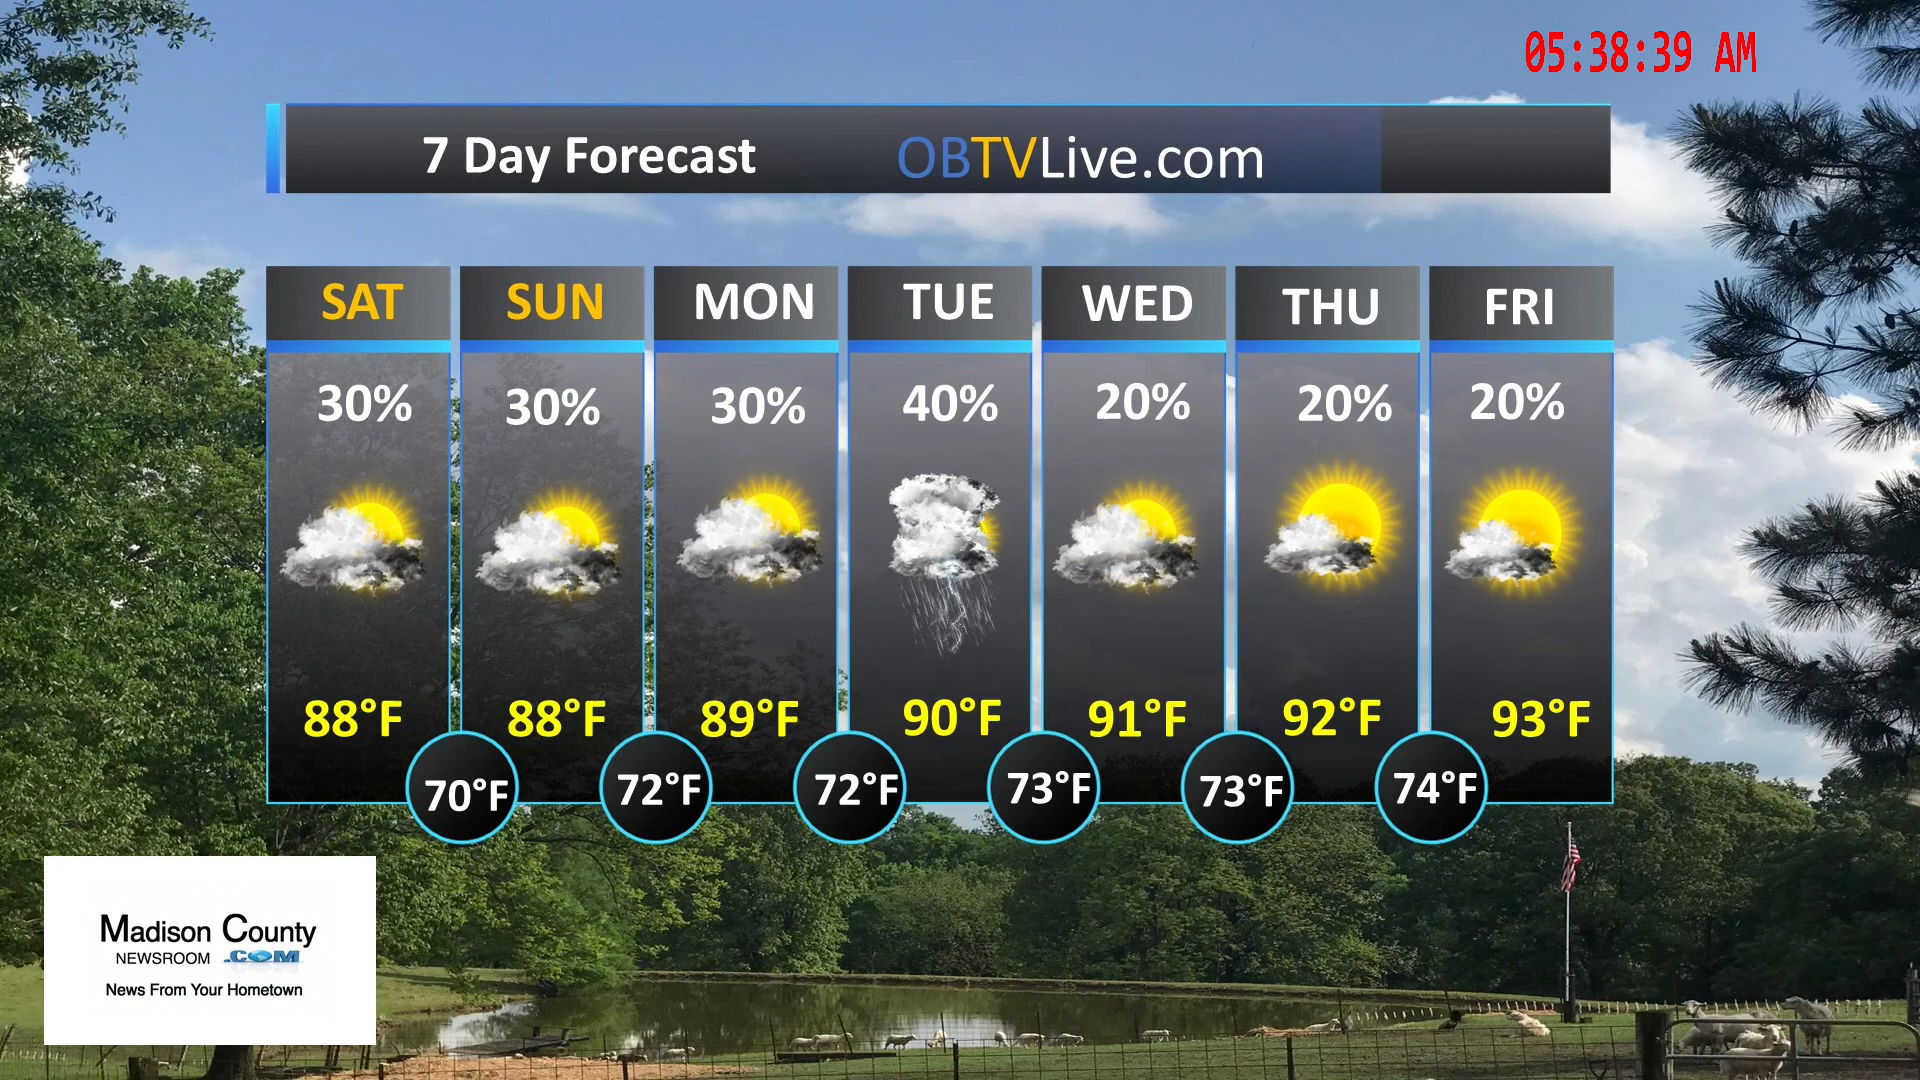 05:38:39 AM
7 Day Forecast OBTVLive.com
SAT SUN MON TUE WED THU FRI
30% 30% 30% 40% 20% 20% 20%
88°F 88°F 89°F 90°F 91°F 92°F 93°F
70°F 72°F 72°F 73°F 73°F 74°F
Madison County
NEWSROOM .COM
News From Your Hometown